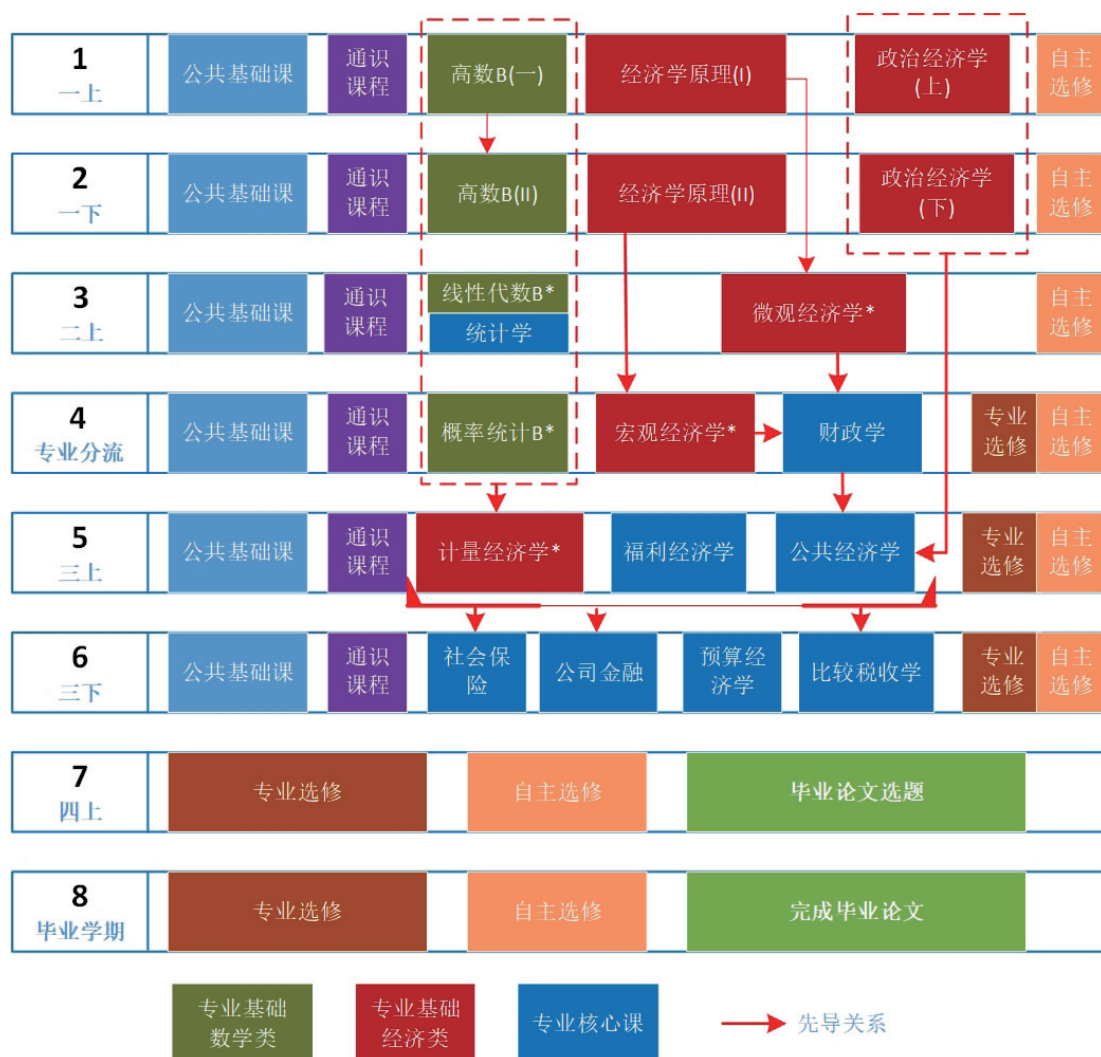 1
一上
公共基础课
通识
课程
高数B(一)
经济学原理(I)
政治经济学
(上)
自主
选修
2
一下
公共基础课
通识
课程
高数B(II)
经济学原理(II)
政治经济学
(下)
自主
选修
3
二上
公共基础课
通识
课程
线性代数B*
统计学
微观经济学*
自主
选修
4
专业分流
公共基础课
通识
课程
概率统计B*
宏观经济学*
财政学
专业
选修
自主
选修
5
三上
公共基础课
通识
课程
计量经济学*
福利经济学
公共经济学
专业
选修
自主
选修
6
三下
公共基础课
通识
课程
社会保
险
公司金融
预算经
济学
比较税收学
专业
选修
自主
选修
7
四上
专业选修
自主选修
毕业论文选题
8
毕业学期
专业选修
自主选修
完成毕业论文
专业基础
数学类
专业基础
经济类
专业核心课
先导关系